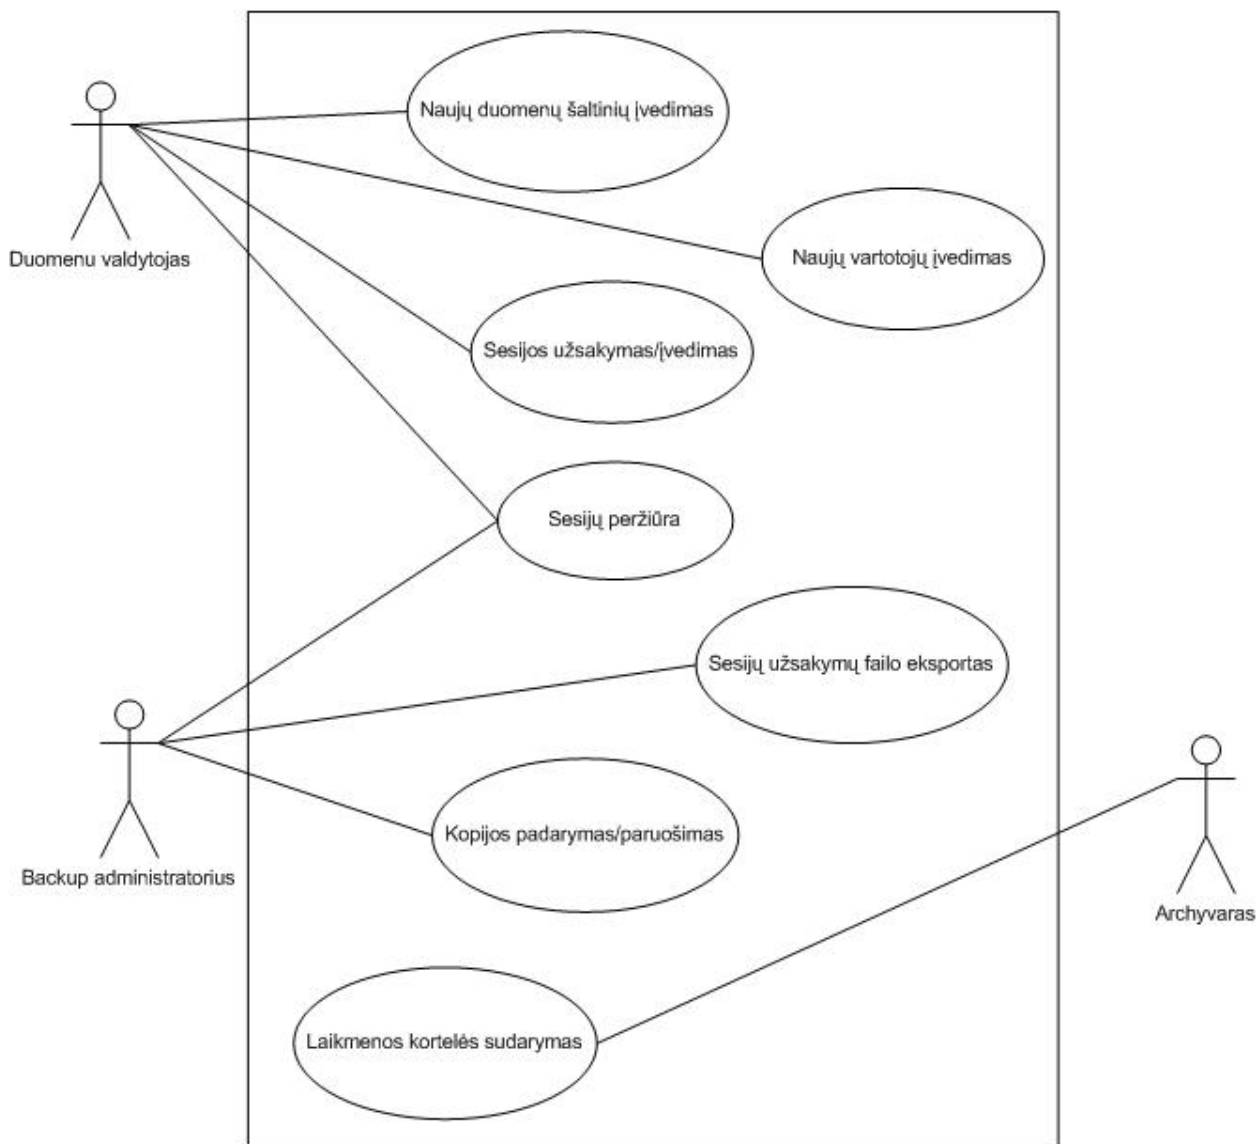 Naujų duomenų šaltinių įvedimas
Duomenu valdytojas
Naujų vartotojų įvedimas
Sesijos užsakymas/įvedimas
Sesijų peržiūra
Sesijų užsakymų failo eksportas
Kopijos padarymas/paruošimas
Backup administratorius
Archyvaras
Laikmenos kortelės sudarymas